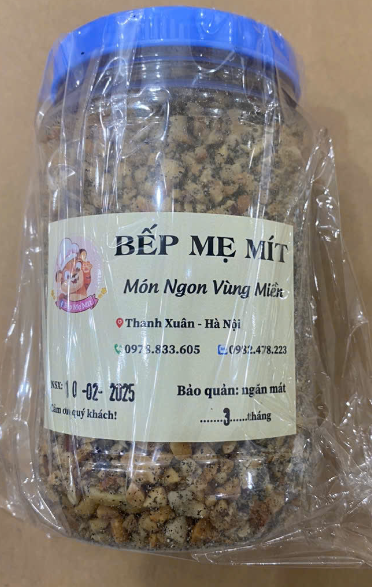 BẾP MẸ MÍT
Món Ngon Vùng Miền
Thanh Xuân - Hà Nội
0978.833.605 0932.478.223
NSX: 10 -02- 2025 Bảo quản: ngăn mát
Cảm ơn quý khách! .......3......tháng